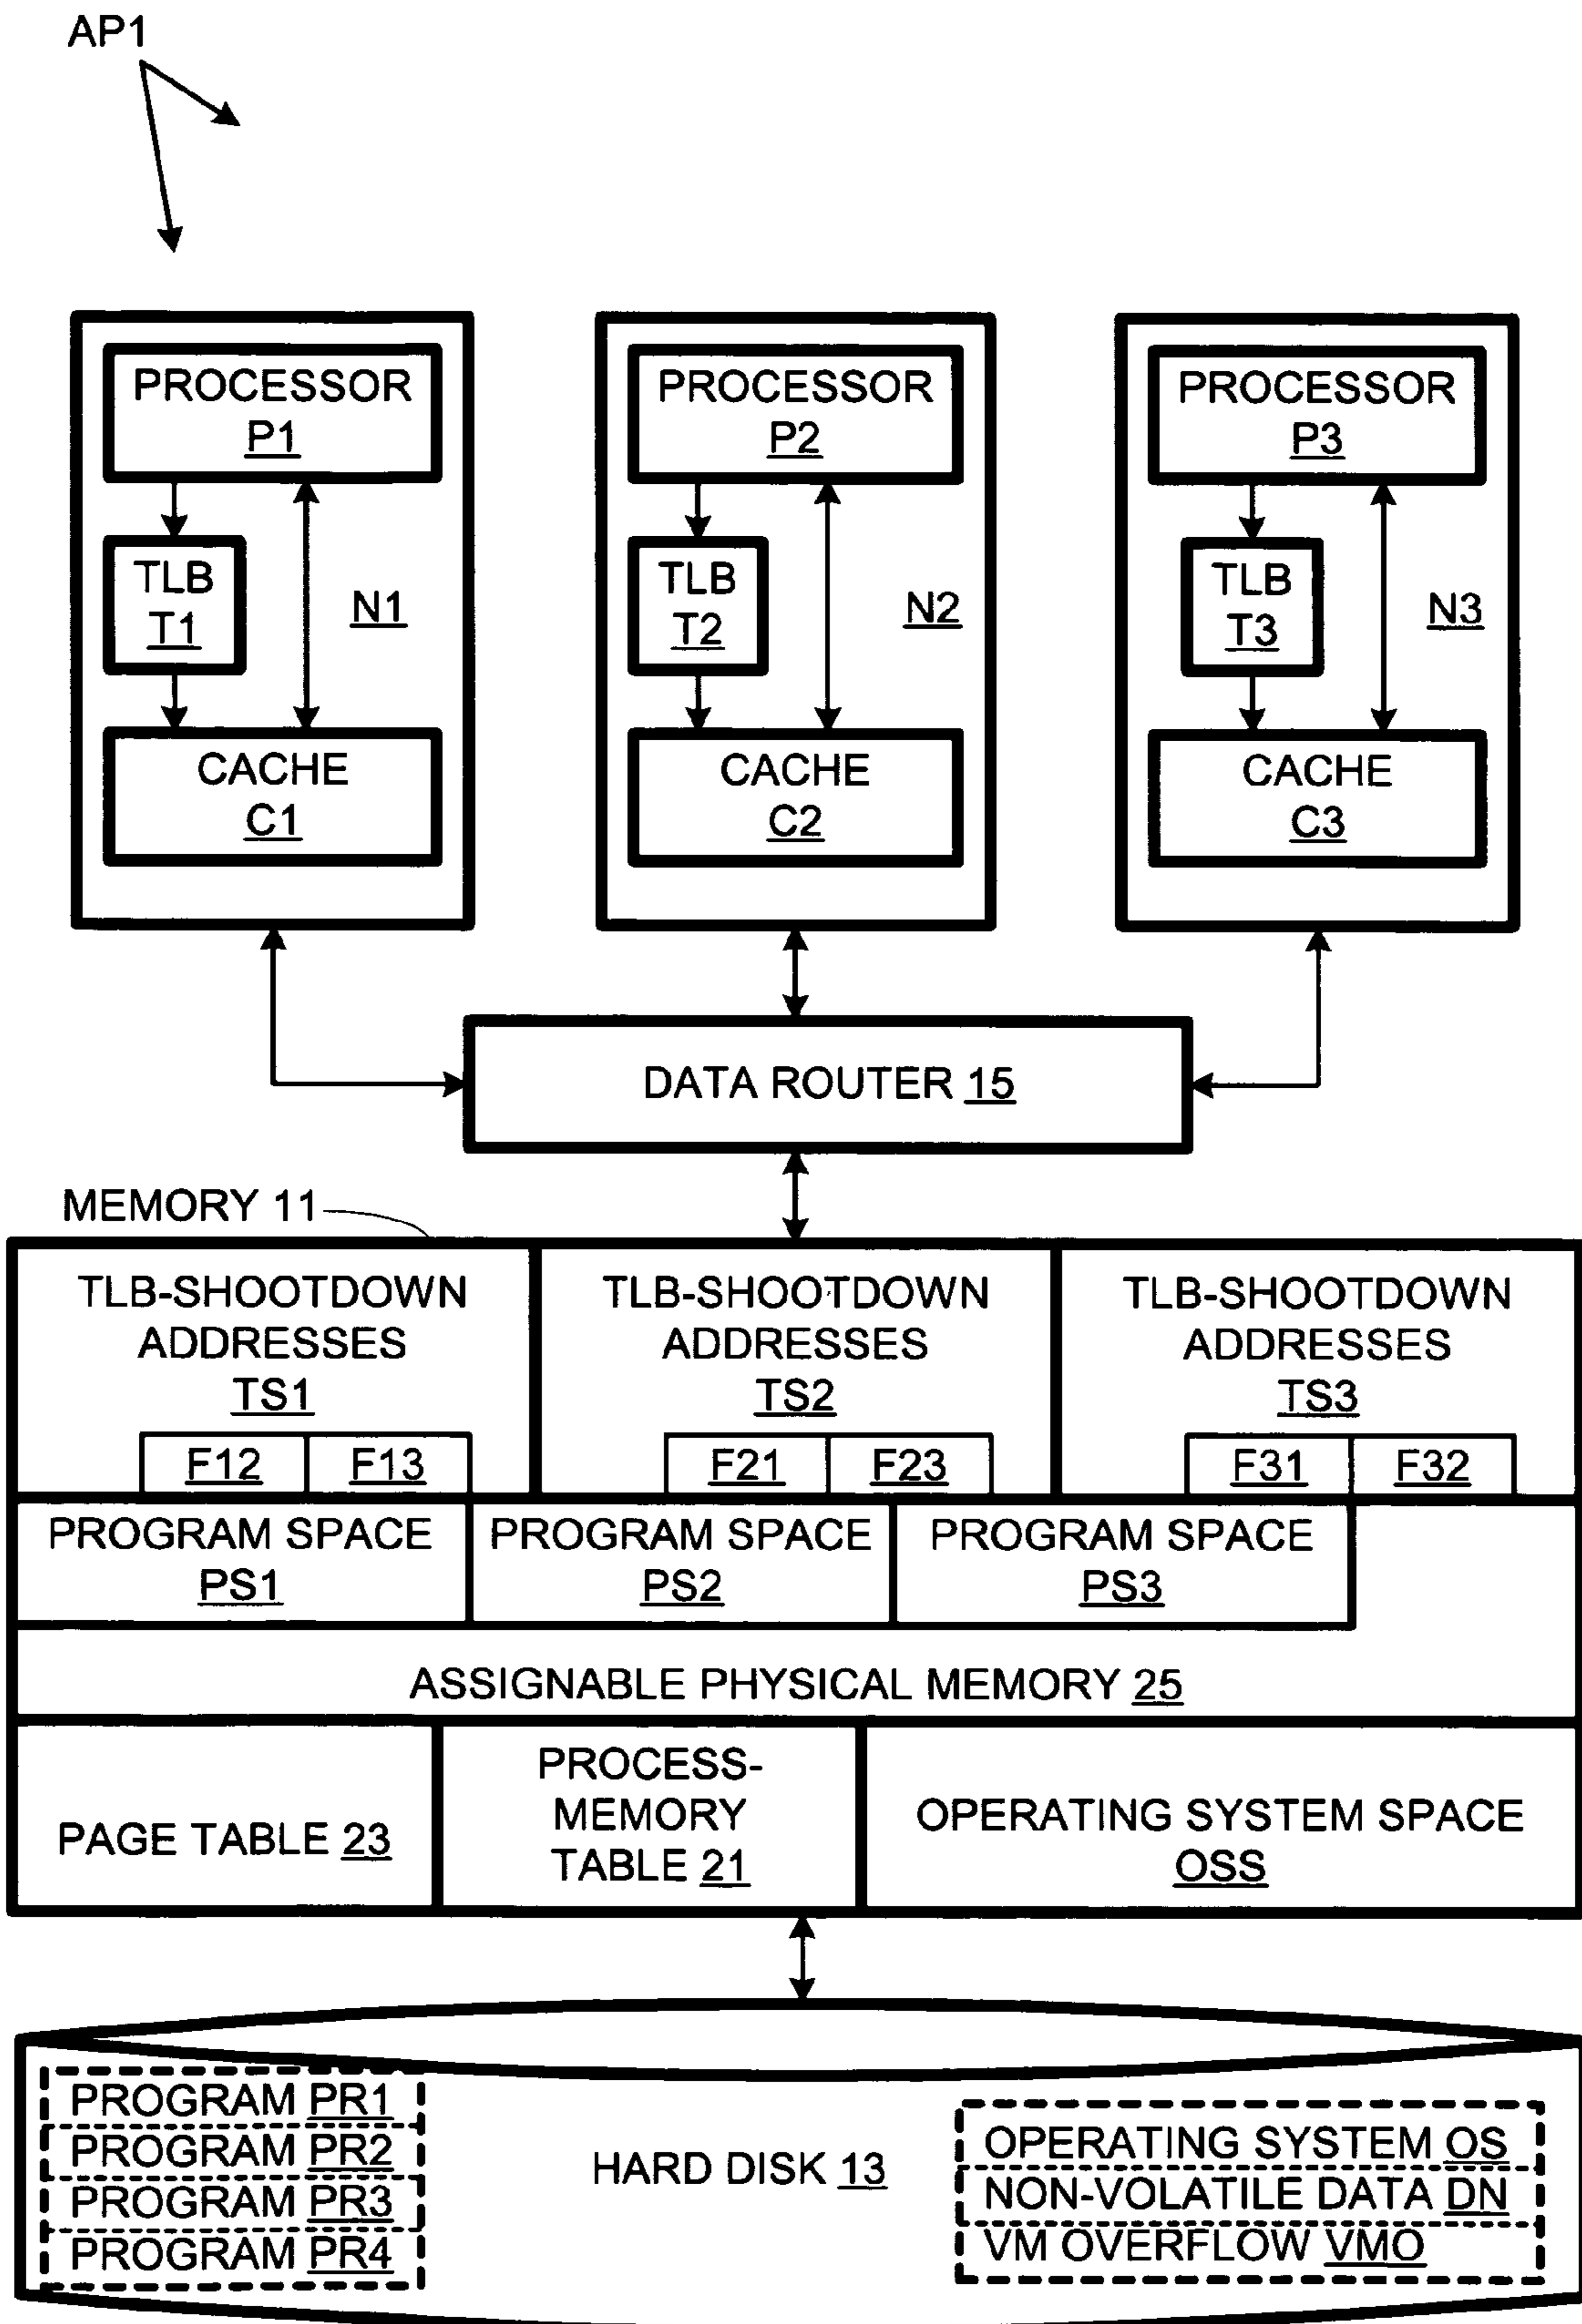 AP1
PROCESSOR
P1
PROCESSOR
P2
PROCESSOR
P3
TLB
T1
N1
TLB
T2
N2
TLB
T3
N3
CACHE
C1
CACHE
C2
CACHE
C3
DATA ROUTER 15
MEMORY 11
TLB-SHOOTDOWN
ADDRESSES
TS1
F12
F13
TLB-SHOOTDOWN
ADDRESSES
TS2
F21
F23
TLB-SHOOTDOWN
ADDRESSES
TS3
F31
F32
PROGRAM SPACE
PS1
PROGRAM SPACE
PS2
PROGRAM SPACE
PS3
ASSIGNABLE PHYSICAL MEMORY 25
PAGE TABLE 23
PROCESS-
MEMORY
TABLE 21
OPERATING SYSTEM SPACE
OSS
PROGRAM PR1
PROGRAM PR2
PROGRAM PR3
PROGRAM PR4
HARD DISK 13
OPERATING SYSTEM OS
NON-VOLATILE DATA DN
VM OVERFLOW VMO